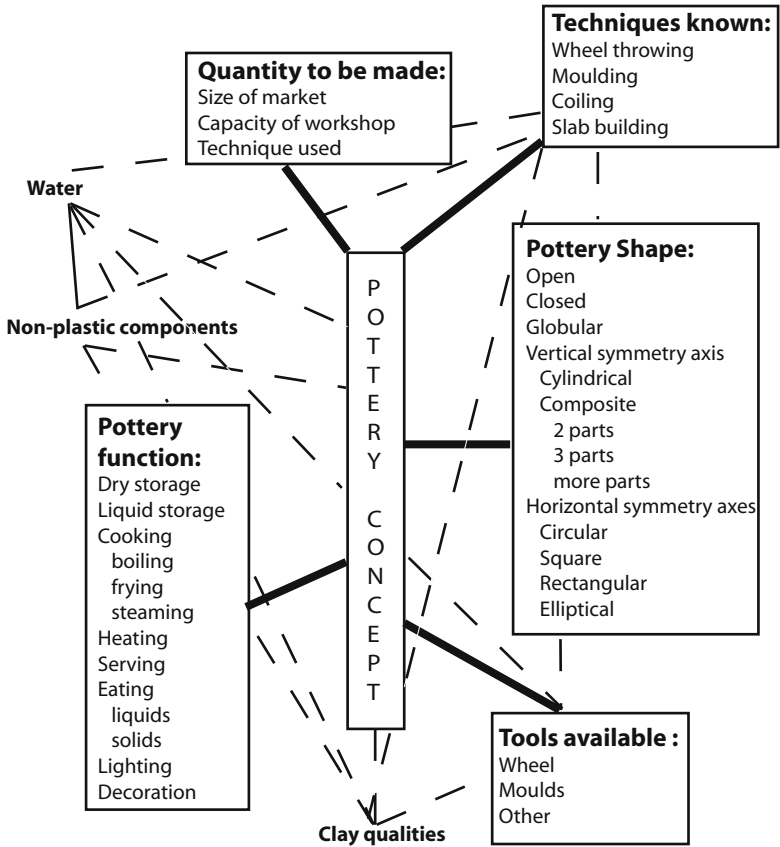 Techniques known:
Wheel throwing
Moulding
Coiling
Slab building
Quantity to be made:
Size of market
Capacity of workshop
Technique used
Water
Non-plastic components
POTTERY CONCEPT
Pottery Shape:
Open
Closed
Globular
Vertical symmetry axis
Cylindrical
Composite
2 parts
3 parts
more parts
Horizontal symmetry axes
Circular
Square
Rectangular
Elliptical
Pottery
function:
Dry storage
Liquid storage
Cooking
boiling
frying
steaming
Heating
Serving
Eating
liquids
solids
Lighting
Decoration
Tools available :
Wheel
Moulds
Other
Clay qualities